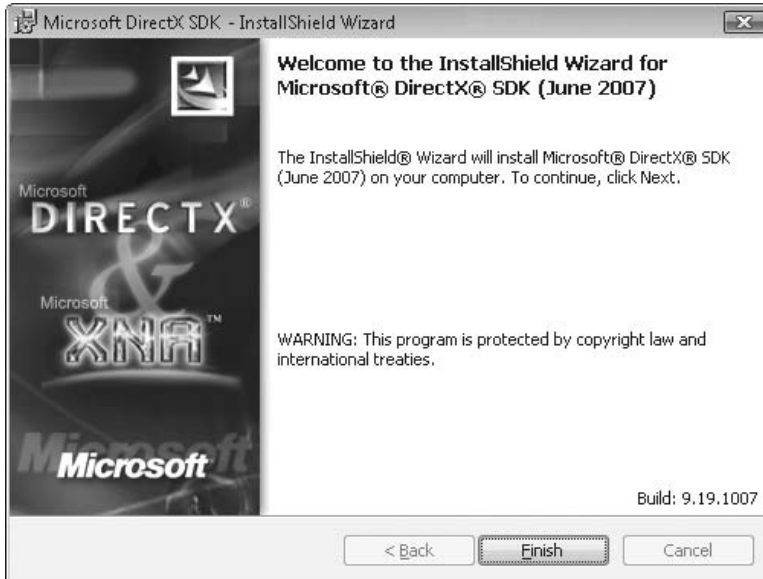 Microsoft DirectX SDK - InstallShield Wizard
Welcome to the InstallShield Wizard for
Microsoft® DirectX® SDK (June 2007)
The InstallShield® Wizard will install Microsoft® DirectX® SDK
(June 2007) on your computer. To continue, click Next.
Microsoft
DIRECTX®
&
Microsoft
XNA™
WARNING: This program is protected by copyright law and
international treaties.
Microsoft
Microsoft
Build: 9.19.1007
< Back
Finish
Cancel